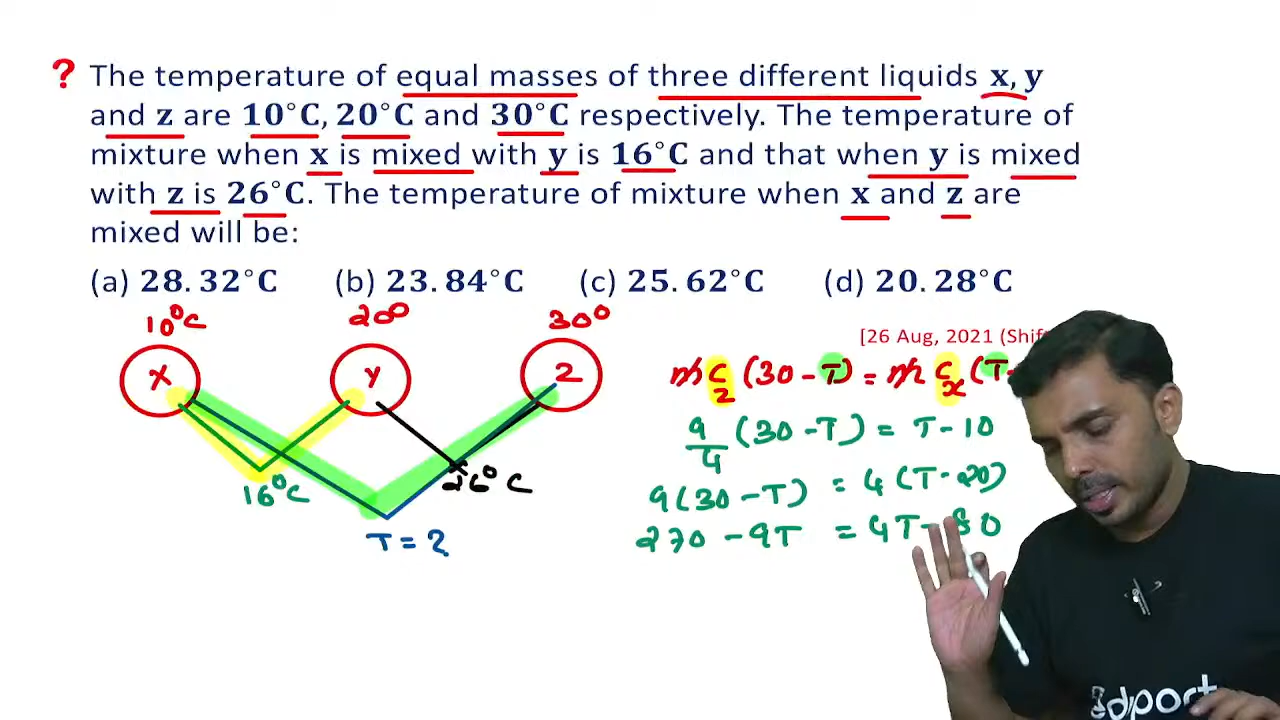 ? The temperature of equal masses of three different liquids x, y
and z are 10°C, 20°C and 30°C respectively. The temperature of
mixture when x is mixed with y is 16°C and that when y is mixed
with z is 26°C. The temperature of mixture when x and z are
mixed will be:
(a) 28.32°C (b) 23.84°C (c) 25.62°C (d) 20.28°C
[26 Aug, 2021 (Shif
10°C 20° 30°
X Y Z
16°C
26°C
T = ?
m C_z (30 - T) = m C_x (T-
9/4 (30 - T) = T - 10
9(30 - T) = 4(T - 20)
270 - 9T = 4T - 80
3dport